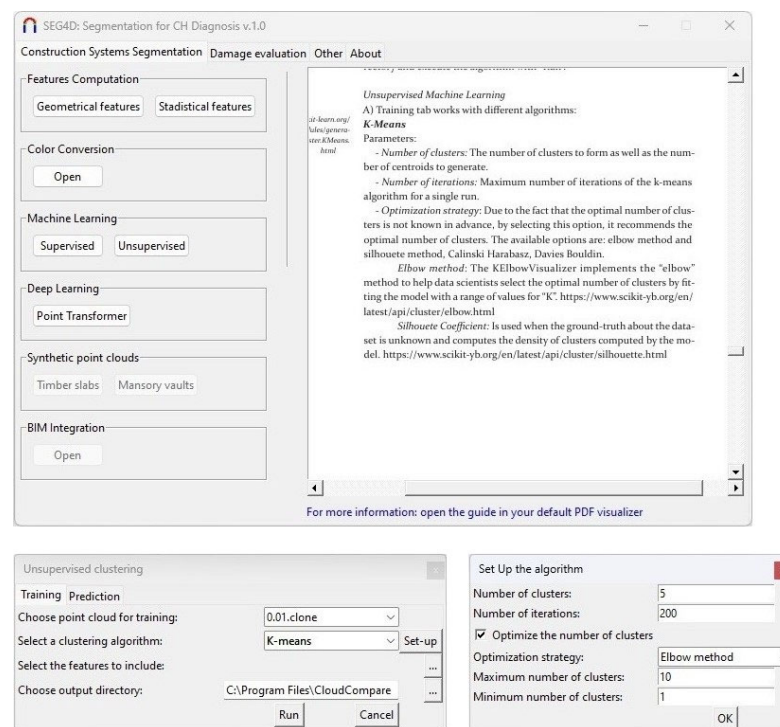 SEG4D: Segmentation for CH Diagnosis v.1.0
Construction Systems Segmentation Damage evaluation Other About
Features Computation
Geometrical features Stadistical features
Color Conversion
Open
Machine Learning
Supervised Unsupervised
Deep Learning
Point Transformer
Synthetic point clouds
Timber slabs Mansory vaults
BIM Integration
Open
Unsupervised Machine Learning
A) Training tab works with different algorithms:
K-Means
Parameters:
- Number of clusters: The number of clusters to form as well as the num-
ber of centroids to generate.
- Number of iterations: Maximum number of iterations of the k-means
algorithm for a single run.
- Optimization strategy: Due to the fact that the optimal number of clus-
ters is not known in advance, by selecting this option, it recommends the
optimal number of clusters. The available options are: elbow method and
silhouete method, Calinski Harabasz, Davies Bouldin.
Elbow method: The KElbowVisualizer implements the "elbow"
method to help data scientists select the optimal number of clusters by fit-
ting the model with a range of values for "K". https://www.scikit-yb.org/en/
latest/api/cluster/elbow.html
Silhouete Coefficient: Is used when the ground-truth about the data-
set is unknown and computes the density of clusters computed by the mo-
del. https://www.scikit-yb.org/en/latest/api/cluster/silhouette.html
For more information: open the guide in your default PDF visualizer
Unsupervised clustering
Training Prediction
Choose point cloud for training: 0.01.clone
Select a clustering algorithm: K-means Set-up
Select the features to include: ...
Choose output directory: C:\Program Files\CloudCompare ...
Run Cancel
Set Up the algorithm
Number of clusters: 5
Number of iterations: 200
Optimize the number of clusters
Optimization strategy: Elbow method
Maximum number of clusters: 10
Minimum number of clusters: 1
OK